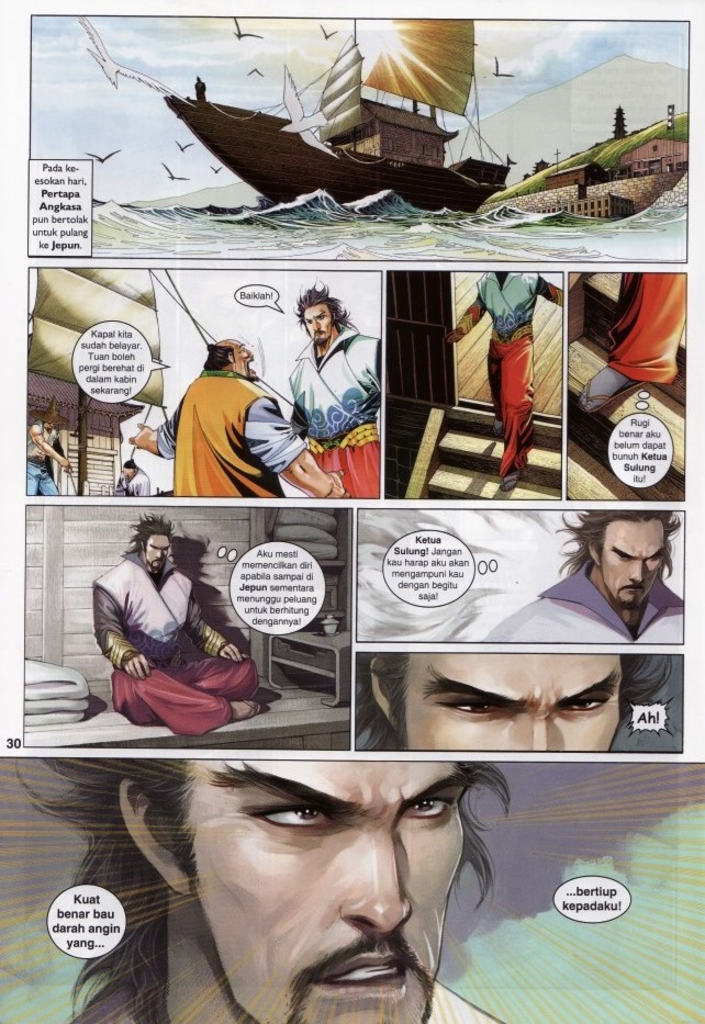 Pada ke-
esokan hari,
Pertapa
Angkasa
pun bertolak
untuk pulang
ke Jepun.
Kapal kita
sudah belayar.
Tuan boleh
pergi berehat di
dalam kabin
sekarang!
Baiklah!
Rugi
benar aku
belum dapat
bunuh Ketua
Sulung
itu!
Aku mesti
memencilkan diri
apabila sampai di
Jepun sementara
menunggu peluang
untuk berhitung
dengannya!
Ketua
Sulung! Jangan
kau harap aku akan
mengampuni kau
dengan begitu
saja!
Ah!
30
Kuat
benar bau
darah angin
yang...
...bertiup
kepadaku!